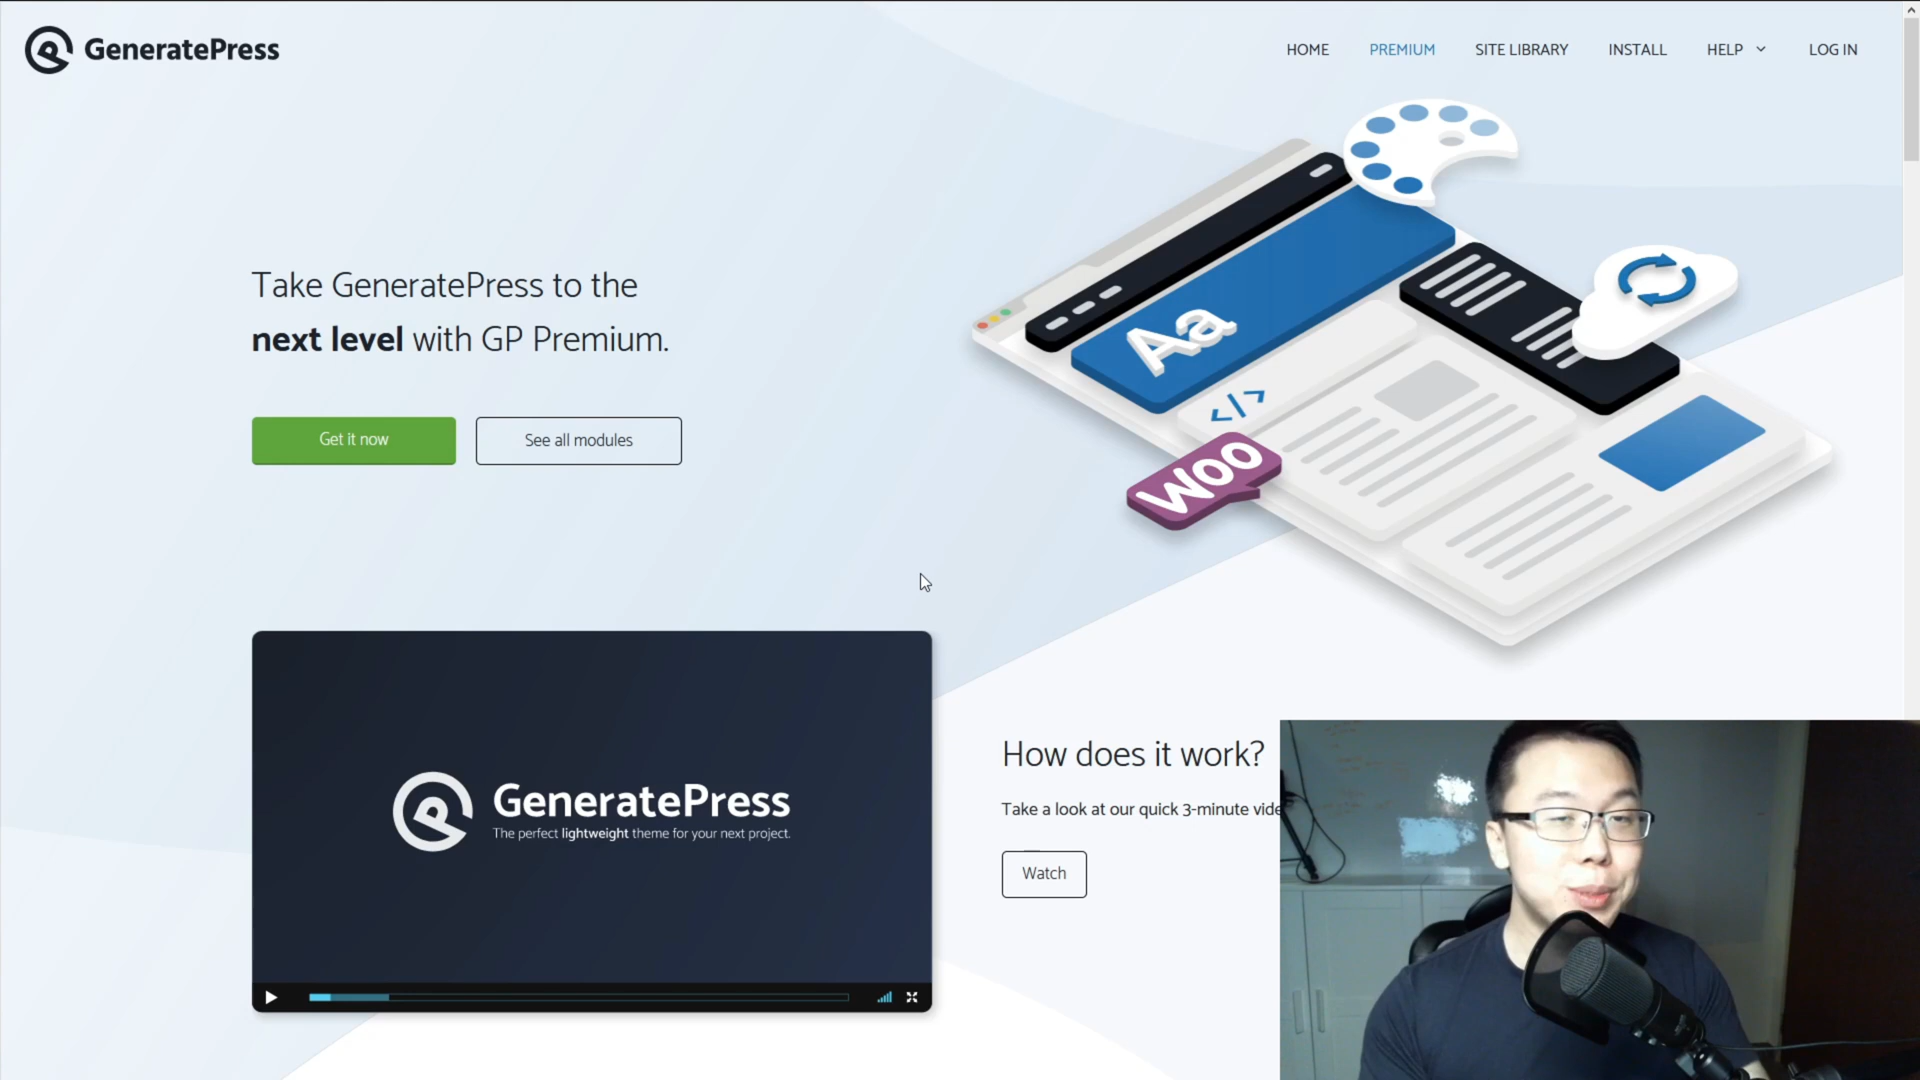 GeneratePress
HOME
PREMIUM
SITE LIBRARY
INSTALL
HELP
LOG IN
Take GeneratePress to the
next level with GP Premium.
Get it now
See all modules
Aa
</>
Woo
GeneratePress
The perfect lightweight theme for your next project.
How does it work?
Take a look at our quick 3-minute vide
Watch